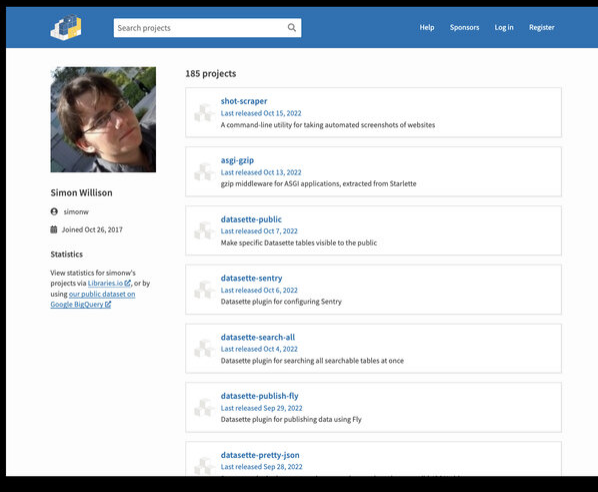 Search projects
Help
Sponsors
Log in
Register
Simon Willison
simonw
Joined Oct 26, 2017
Statistics
View statistics for simonw's
projects via Libraries.io, or by
using our public dataset on
Google BigQuery
185 projects
shot-scraper
Last released Oct 15, 2022
A command-line utility for taking automated screenshots of websites
asgi-gzip
Last released Oct 13, 2022
gzip middleware for ASGI applications, extracted from Starlette
datasette-public
Last released Oct 7, 2022
Make specific Datasette tables visible to the public
datasette-sentry
Last released Oct 6, 2022
Datasette plugin for configuring Sentry
datasette-search-all
Last released Oct 4, 2022
Datasette plugin for searching all searchable tables at once
datasette-publish-fly
Last released Sep 29, 2022
Datasette plugin for publishing data using Fly
datasette-pretty-json
Last released Sep 28, 2022